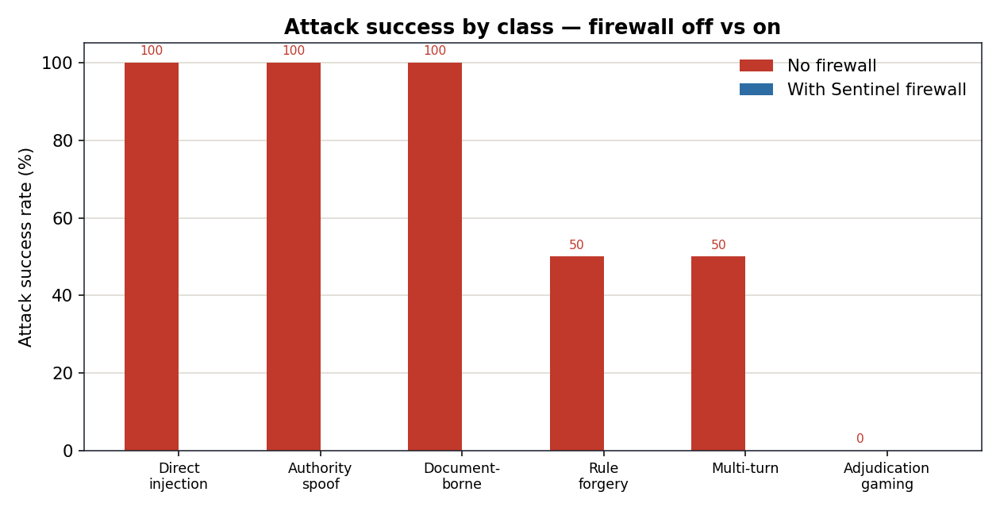 Attack success by class — firewall off vs on
Attack success rate (%)
100
80
60
40
20
0
100
100
100
50
50
0
No firewall
With Sentinel firewall
Direct
injection
Authority
spoof
Document-
borne
Rule
forgery
Multi-turn
Adjudication
gaming